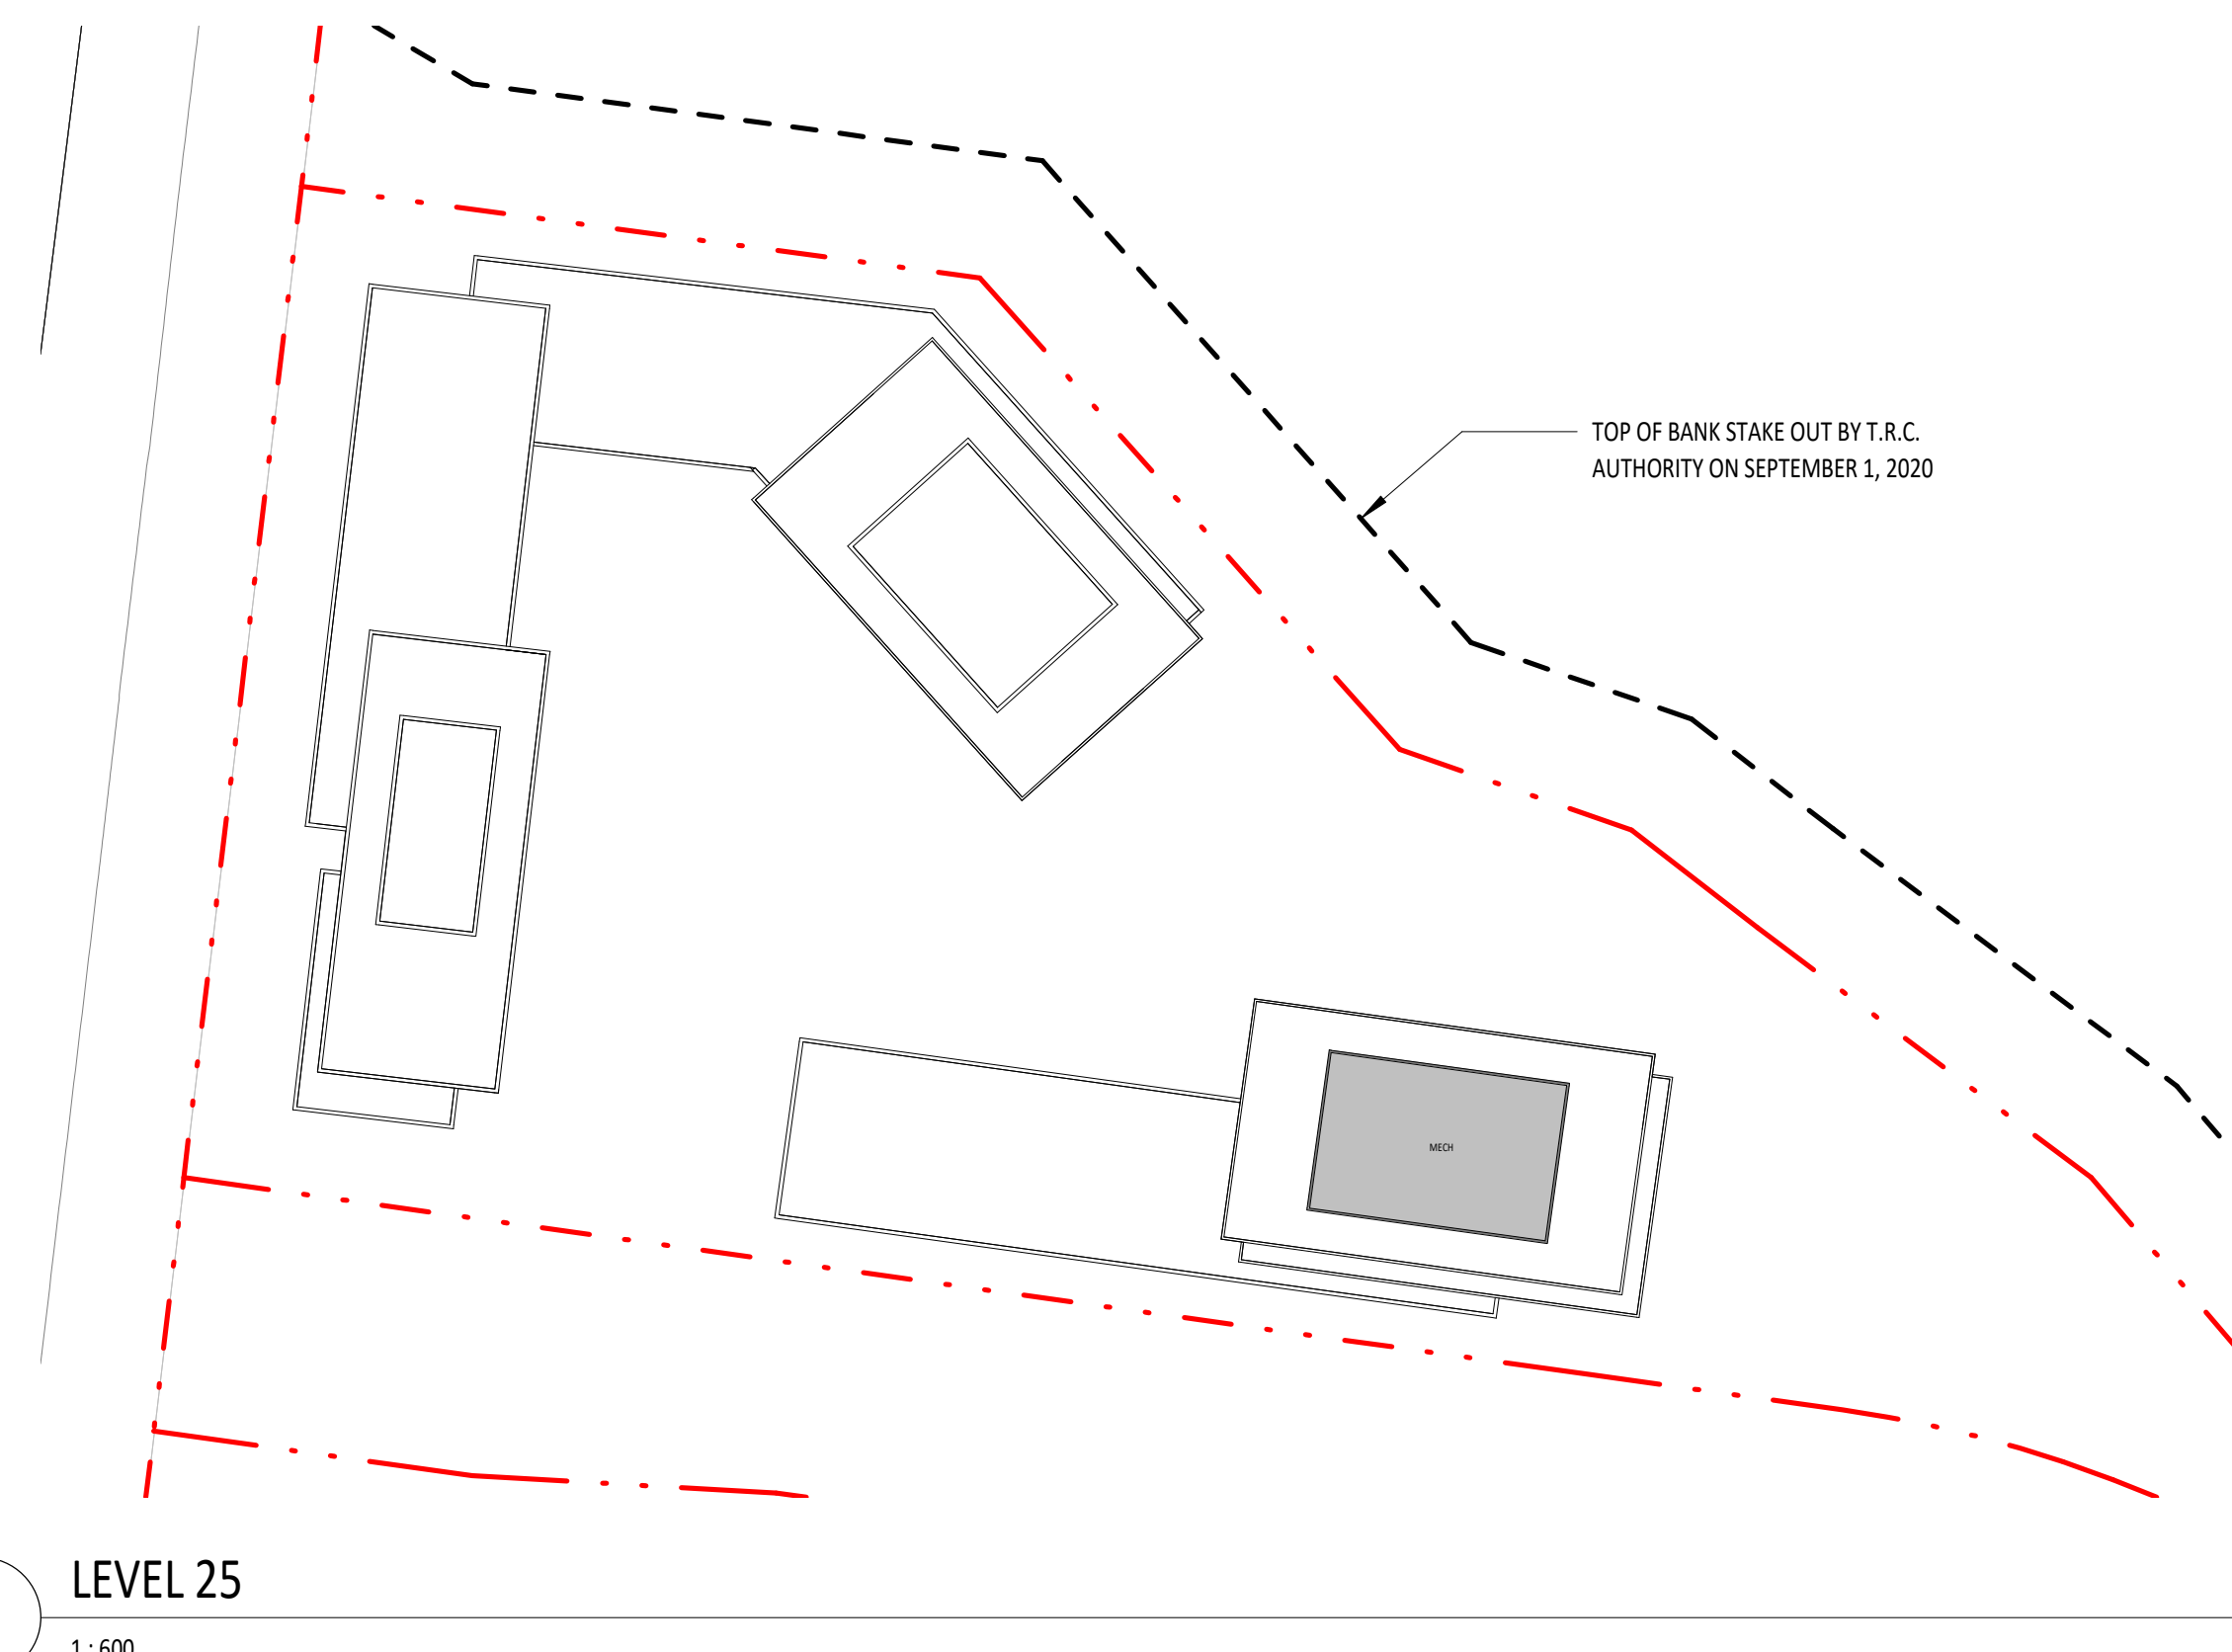 TOP OF BANK STAKE OUT BY T.R.C.
AUTHORITY ON SEPTEMBER 1, 2020
MECH
LEVEL 25
1 : 600